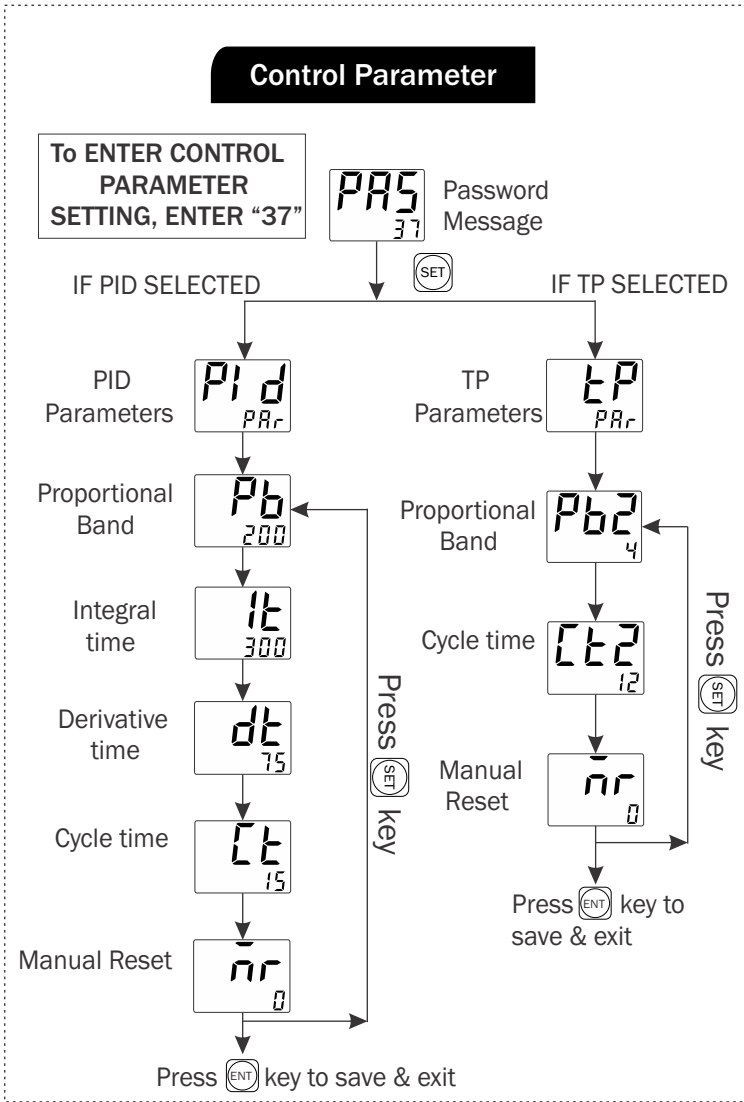 Control Parameter
To ENTER CONTROL
PARAMETER
SETTING, ENTER “37”
PAS
37
Password
Message
SET
IF PID SELECTED
IF TP SELECTED
PID
Parameters
PId
PAr
TP
Parameters
tP
PAr
Proportional
Band
Pb
200
Proportional
Band
Pb2
4
Integral
time
It
300
Cycle time
Ct2
12
Derivative
time
dt
75
Manual
Reset
n̄r
0
Cycle time
Ct
15
Manual Reset
n̄r
0
Press SET key
Press SET key
Press ENT key to
save & exit
Press ENT key to save & exit